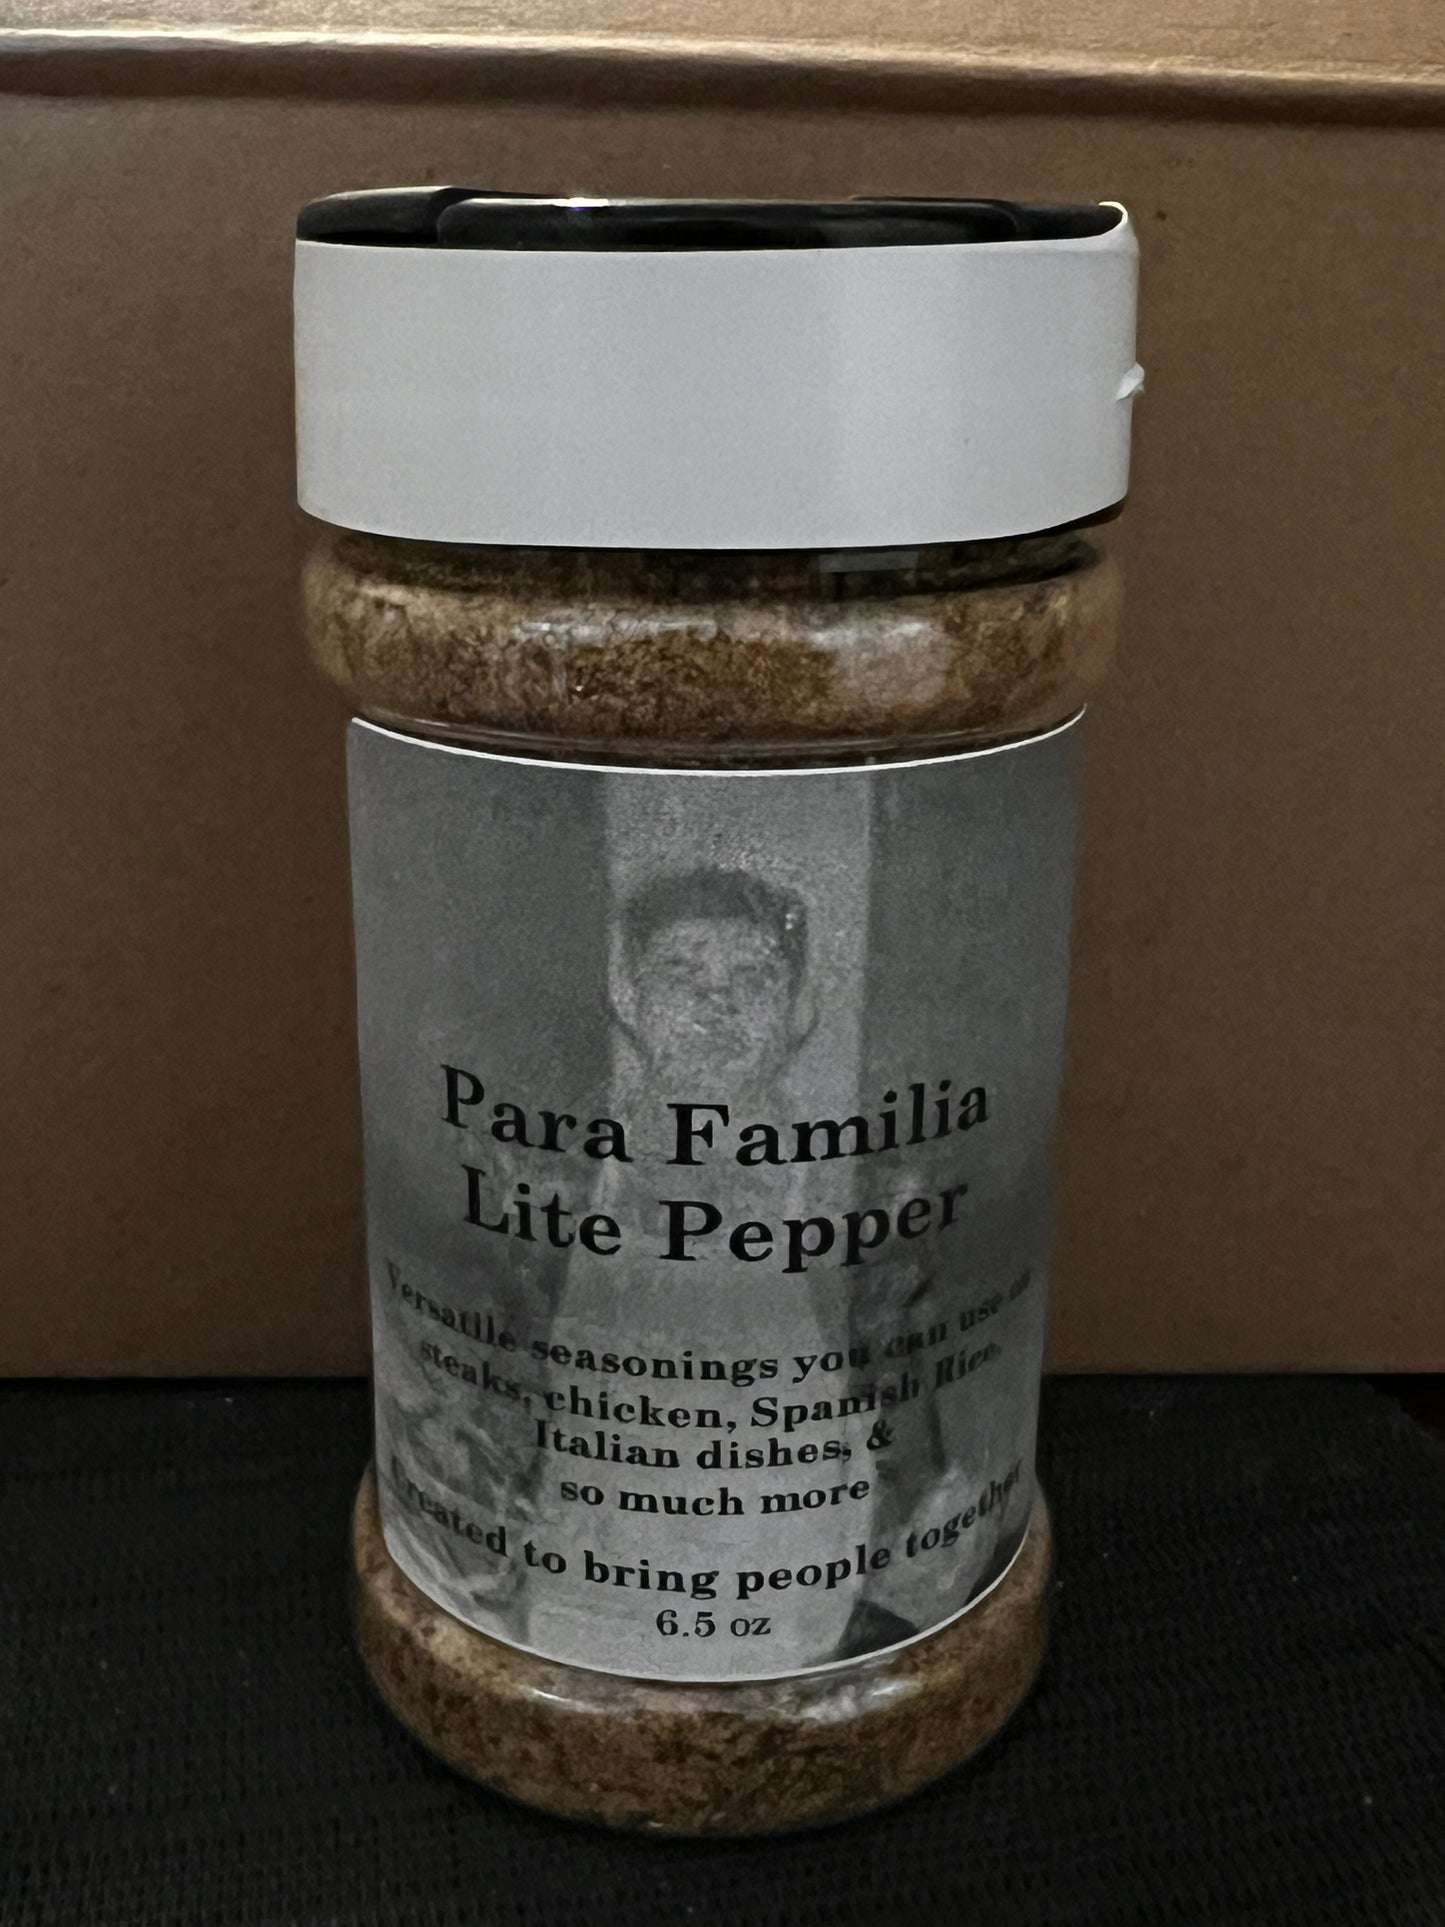 Para Familia
Lite Pepper
Versatile seasonings you can use on
steaks, chicken, Spanish Rice,
Italian dishes, &
so much more
Created to bring people together
6.5 oz